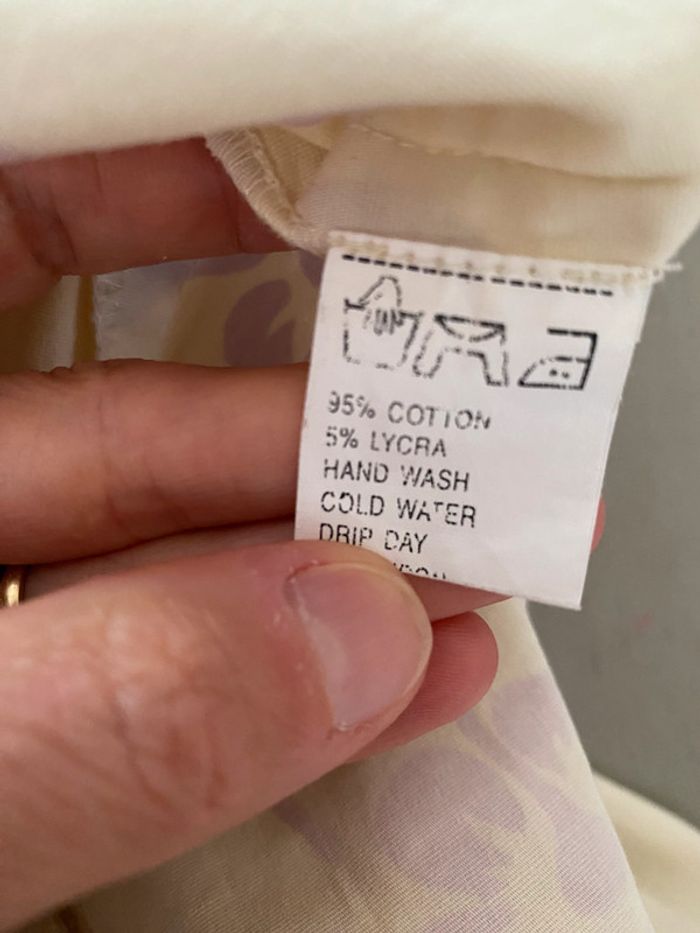 95% COTTON
5% LYCRA
HAND WASH
COLD WATER
DRIP DAY